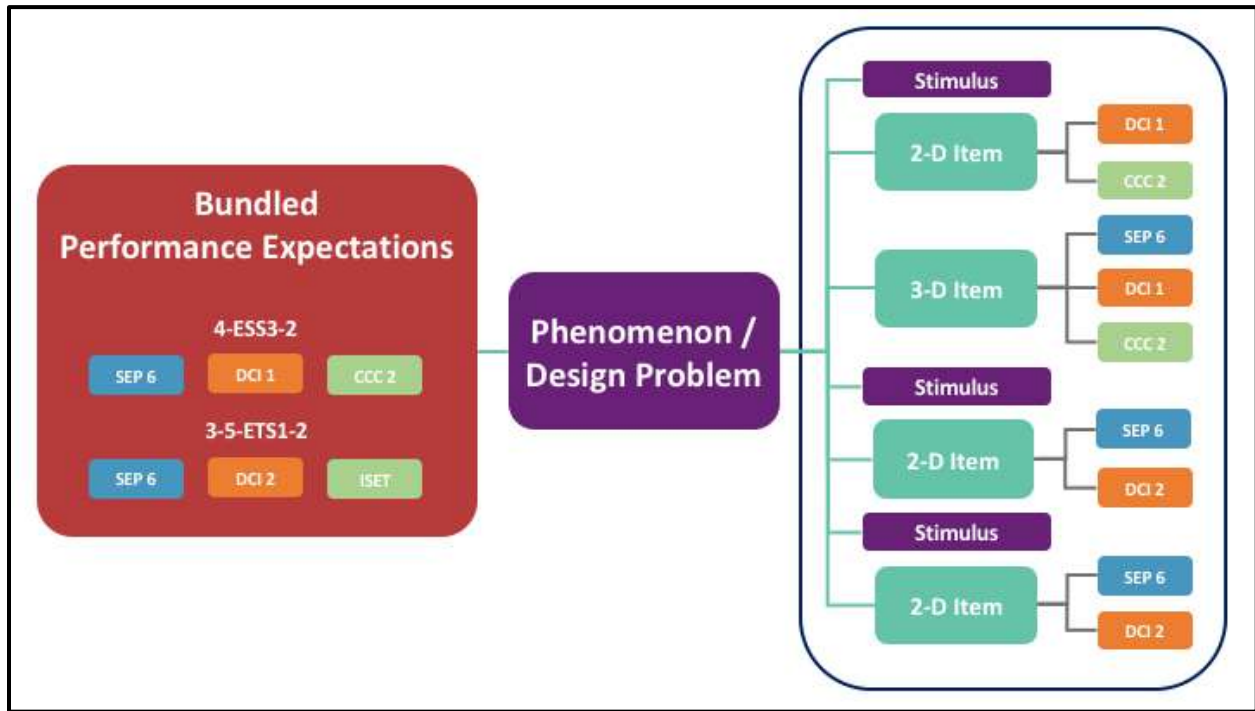 Bundled
Performance Expectations
4-ESS3-2
SEP 6
DCI 1
CCC 2
3-5-ETS1-2
SEP 6
DCI 2
ISET
Phenomenon /
Design Problem
Stimulus
2-D Item
DCI 1
CCC 2
3-D Item
SEP 6
DCI 1
CCC 2
Stimulus
2-D Item
SEP 6
DCI 2
Stimulus
2-D Item
SEP 6
DCI 2